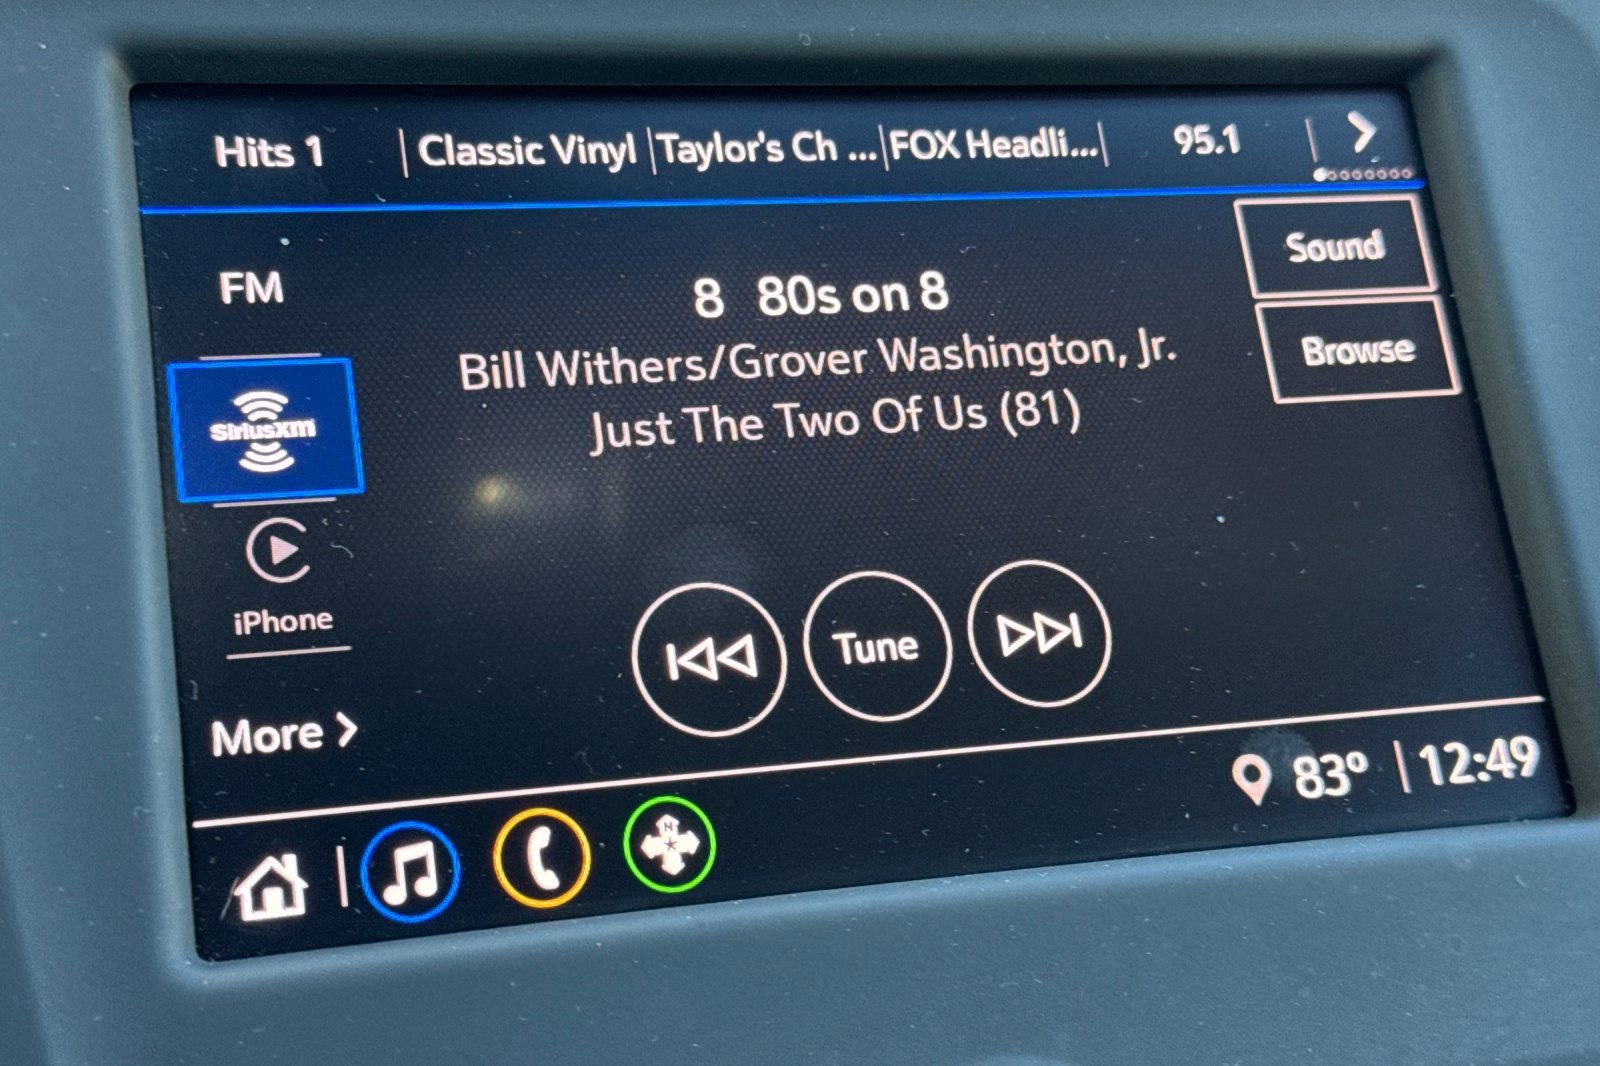 Hits 1 Classic Vinyl Taylor's Ch ... FOX Headli... 95.1
FM
8 80s on 8
Sound
Bill Withers/Grover Washington, Jr.
Browse
Just The Two Of Us (81)
SiriusXM
iPhone
Tune
More
83° 12:49
N